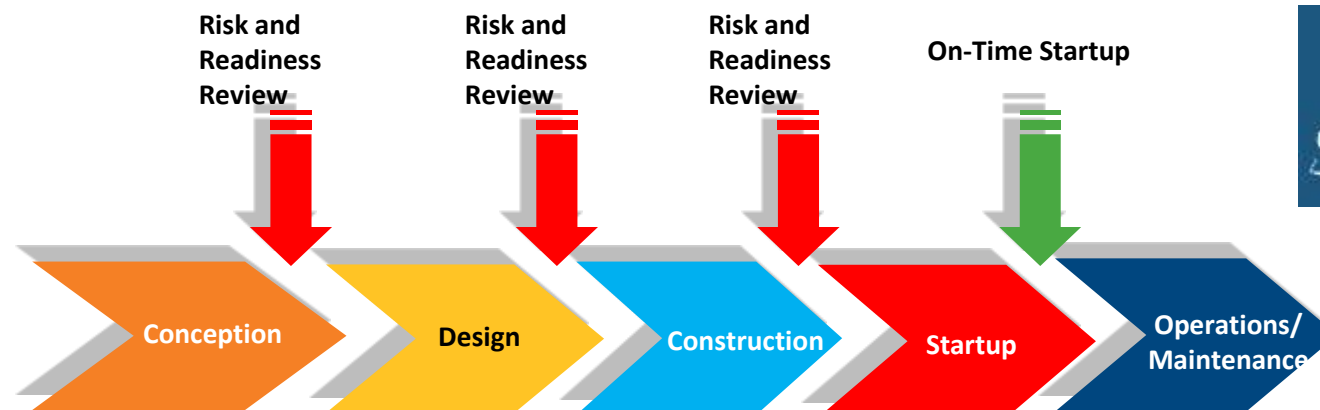 Risk and
Readiness
Review
Risk and
Readiness
Review
Risk and
Readiness
Review
On-Time Startup
Conception
Design
Construction
Startup
Operations/
Maintenance